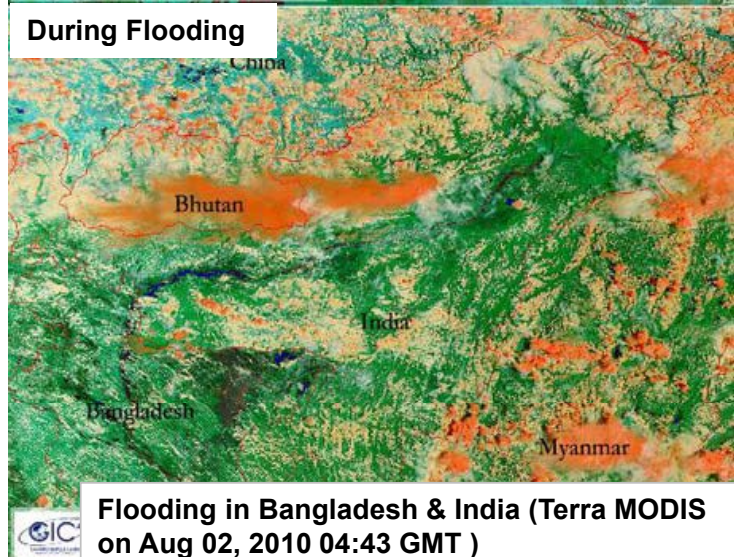 During Flooding
China
Bhutan
India
Bangladesh
Myanmar
GIC
Flooding in Bangladesh & India (Terra MODIS
on Aug 02, 2010 04:43 GMT )